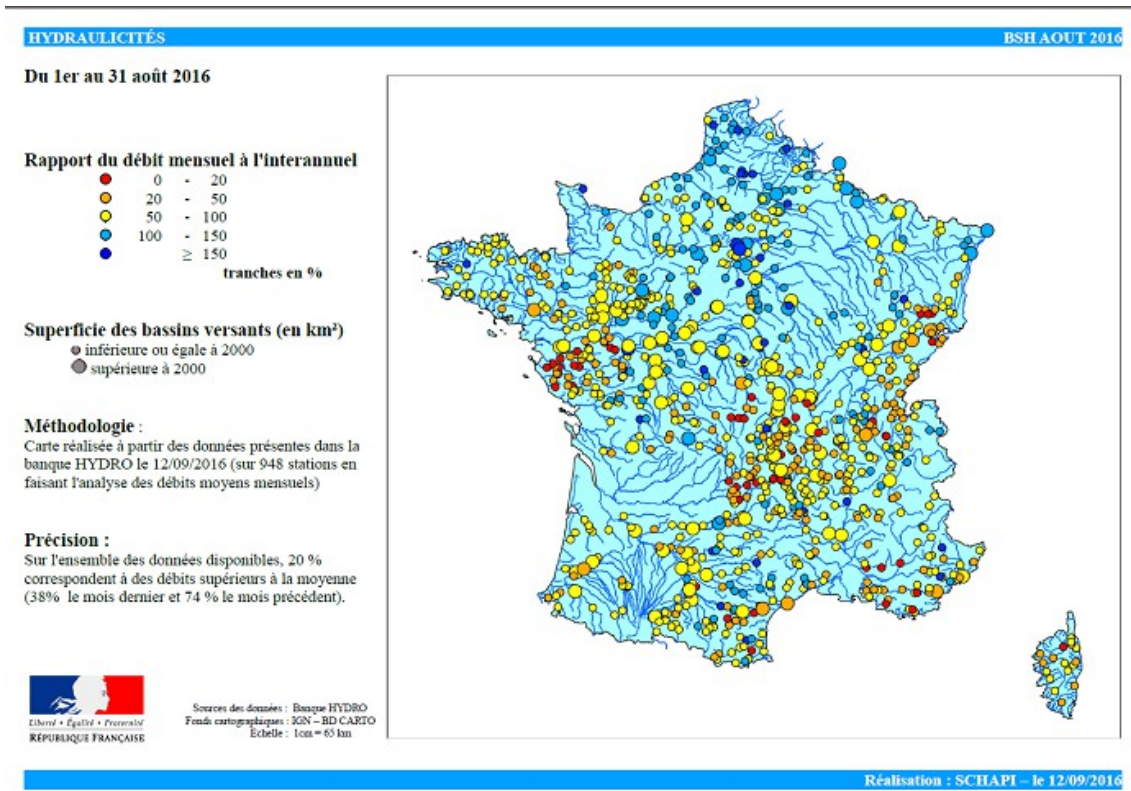 HYDRAULICITÉS
BSH AOUT 2016
Du 1er au 31 août 2016
Rapport du débit mensuel à l'interannuel
0 - 20
20 - 50
50 - 100
100 - 150
≥ 150
tranches en %
Superficie des bassins versants (en km²)
inférieure ou égale à 2000
supérieure à 2000
Méthodologie :
Carte réalisée à partir des données présentes dans la
banque HYDRO le 12/09/2016 (sur 948 stations en
faisant l'analyse des débits moyens mensuels)
Précision :
Sur l'ensemble des données disponibles, 20 %
correspondent à des débits supérieurs à la moyenne
(38% le mois dernier et 74 % le mois précédent).
Liberté • Égalité • Fraternité
RÉPUBLIQUE FRANÇAISE
Sources des données : Banque HYDRO
Fonds cartographiques : IGN – BD CARTO
Échelle : 1cm = 65 km
Réalisation : SCHAPI – le 12/09/2016